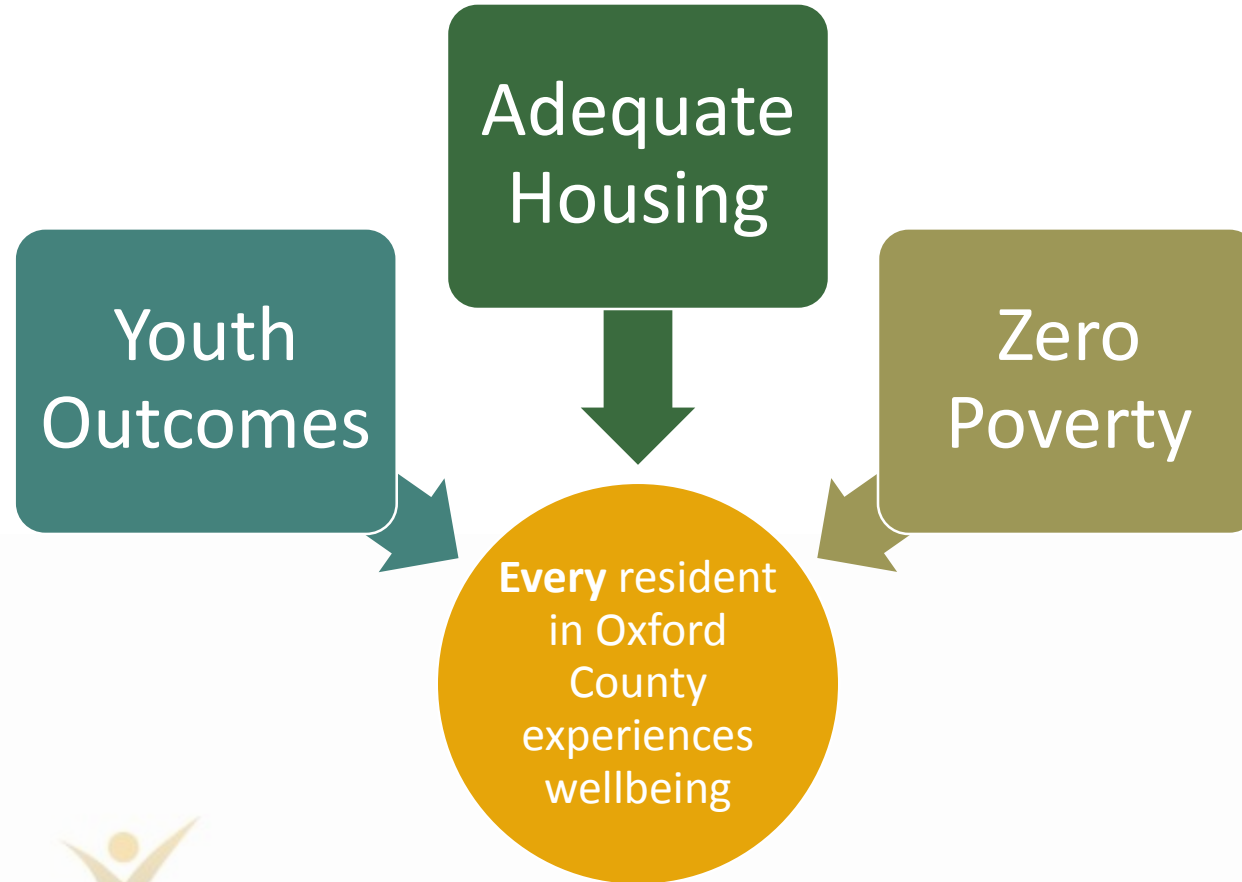 Adequate
Housing
Youth
Outcomes
Zero
Poverty
Every resident
in Oxford
County
experiences
wellbeing